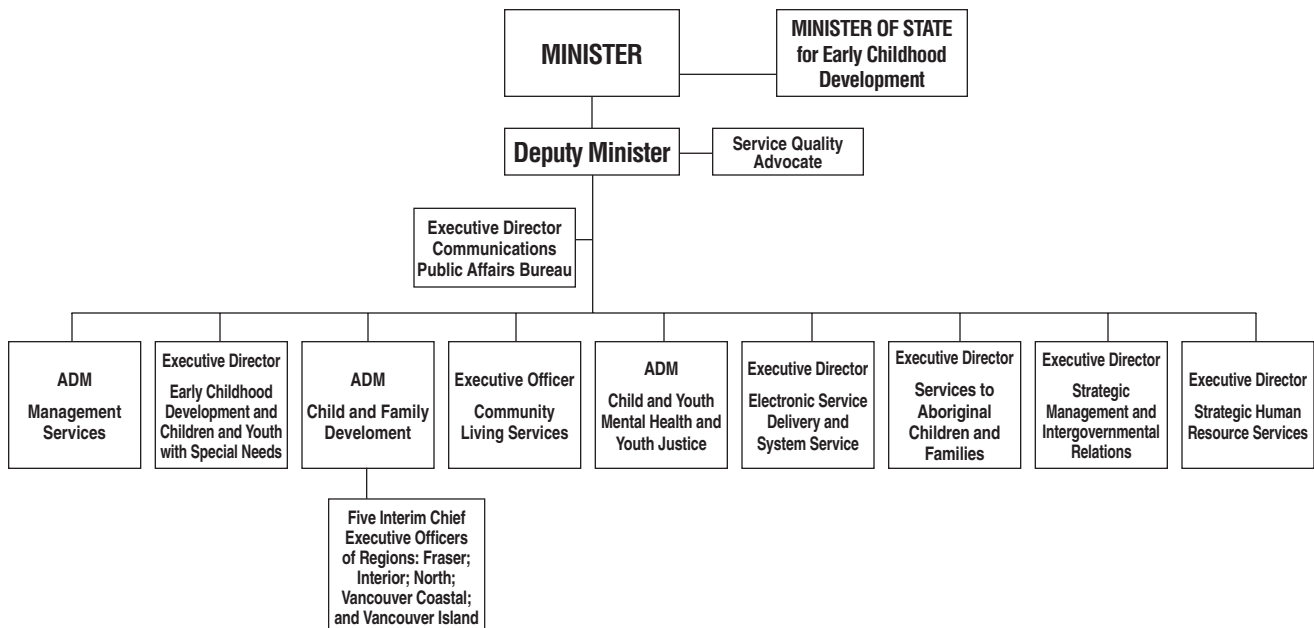 MINISTER
MINISTER OF STATE
for Early Childhood
Development
Deputy Minister
Service Quality
Advocate
Executive Director
Communications
Public Affairs Bureau
ADM
Management
Services
Executive Director
Early Childhood
Development and
Children and Youth
with Special Needs
ADM
Child and Family
Develoment
Executive Officer
Community
Living Services
ADM
Child and Youth
Mental Health and
Youth Justice
Executive Director
Electronic Service
Delivery and
System Service
Executive Director
Services to
Aboriginal
Children and
Families
Executive Director
Strategic
Management and
Intergovernmental
Relations
Executive Director
Strategic Human
Resource Services
Five Interim Chief
Executive Officers
of Regions: Fraser;
Interior; North;
Vancouver Coastal;
and Vancouver Island